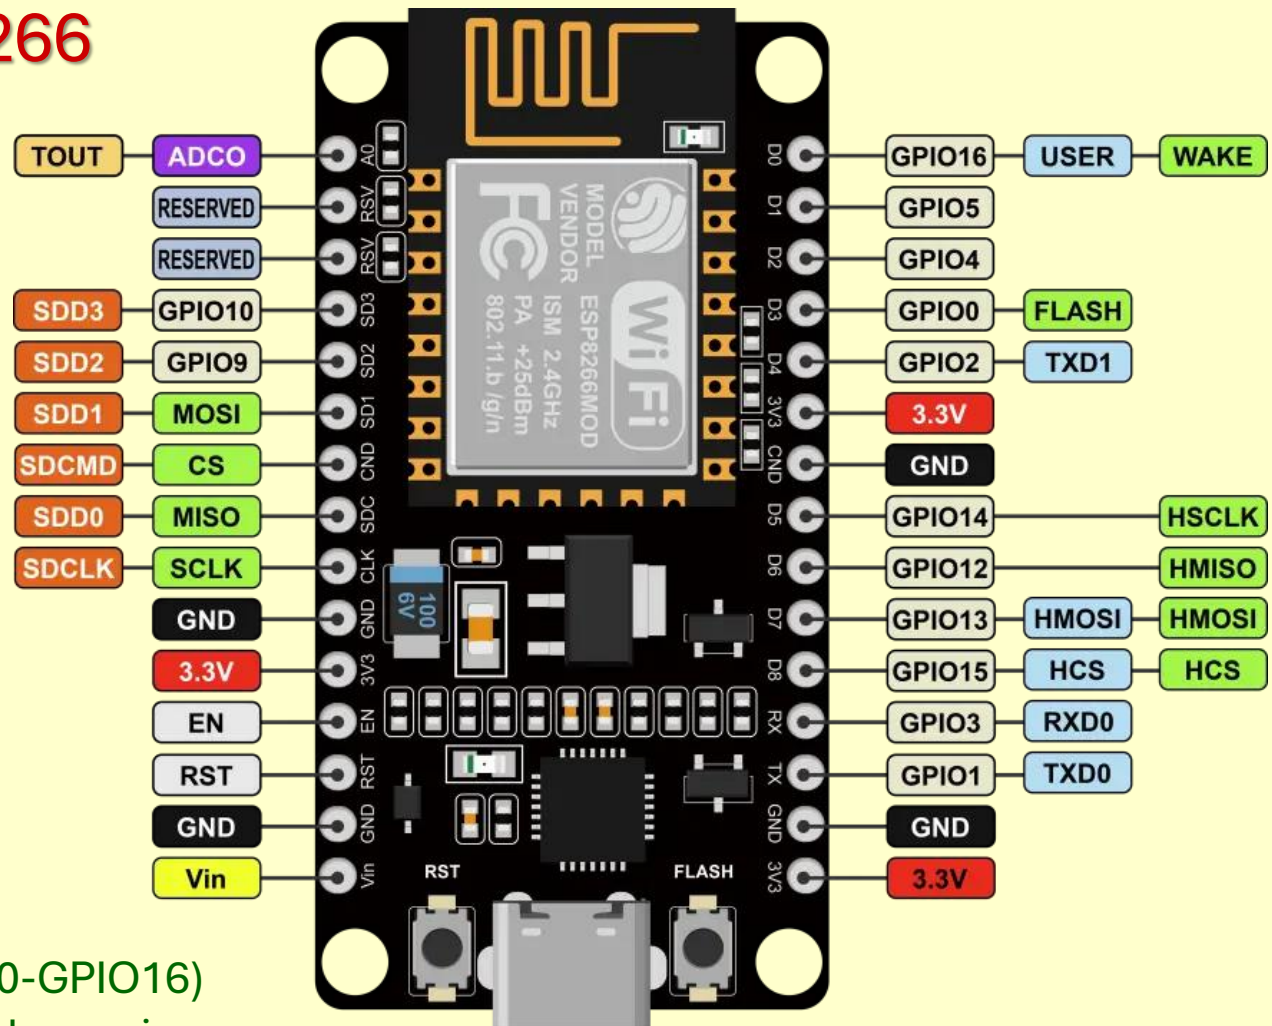 266
TOUT ADCO A0 D0 GPIO16 USER WAKE
RESERVED RSV D1 GPIO5
RESERVED RSV D2 GPIO4
SDD3 GPIO10 SD3 D3 GPIO0 FLASH
SDD2 GPIO9 SD2 D4 GPIO2 TXD1
SDD1 MOSI SD1 3V3 3.3V
SDCMD CS CND CND GND
SDD0 MISO SDC D5 GPIO14 HSCLK
SDCLK SCLK CLK D6 GPIO12 HMISO
GND GND D7 GPIO13 HMOSI HMOSI
3.3V 3V3 D8 GPIO15 HCS HCS
EN EN RX GPIO3 RXD0
RST RST TX GPIO1 TXD0
GND GND GND GND
Vin Vin 3V3 3.3V
MODEL ESP8266MOD
VENDOR
ISM 2.4GHz
PA +25dBm
802.11.b /g/n
FC
Wi Fi
100
6V
RST FLASH
0-GPIO16)